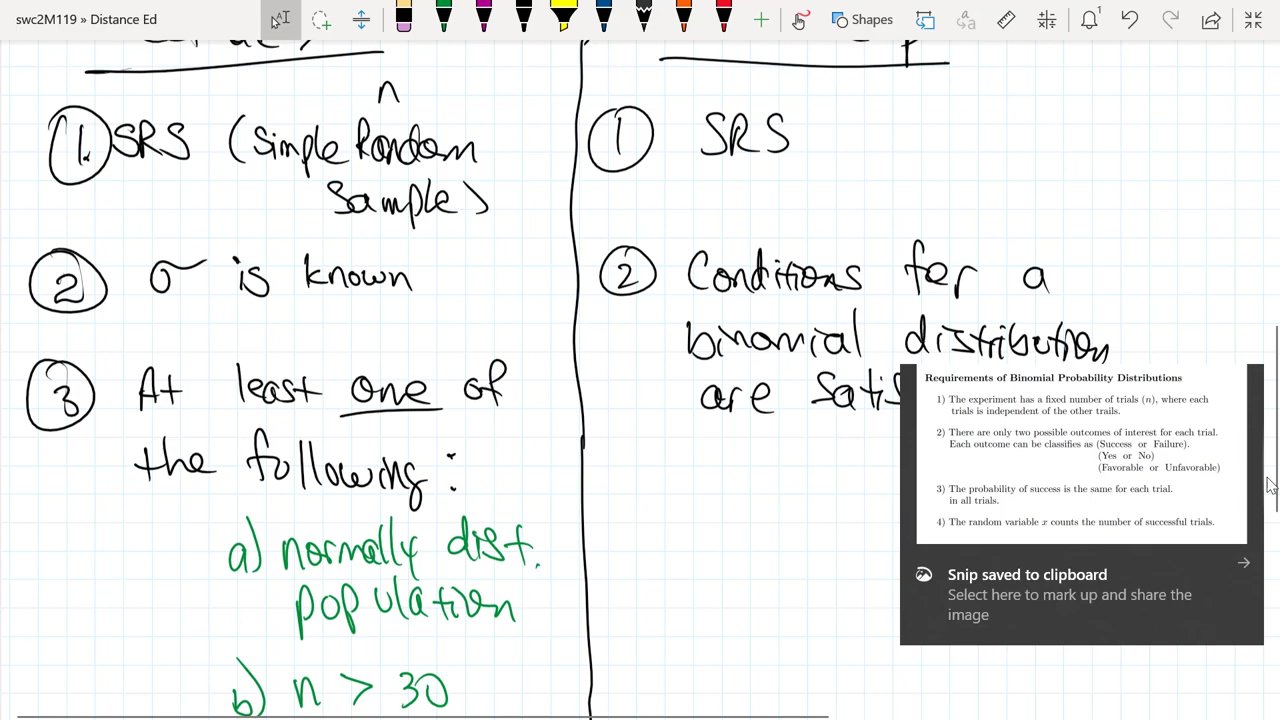 swc2M119 » Distance Ed
Shapes
1
n
1. SRS (Simple Random
Sample)
2 σ is known
3 At least one of
the following:
a) normally dist.
population
b) n > 30
1 SRS
2 Conditions for a
binomial distribution
are satis
Requirements of Binomial Probability Distributions
1) The experiment has a fixed number of trials (n), where each
trials is independent of the other trails.
2) There are only two possible outcomes of interest for each trial.
Each outcome can be classifies as (Success or Failure).
(Yes or No)
(Favorable or Unfavorable)
3) The probability of success is the same for each trial.
in all trials.
4) The random variable x counts the number of successful trials.
Snip saved to clipboard
Select here to mark up and share the
image